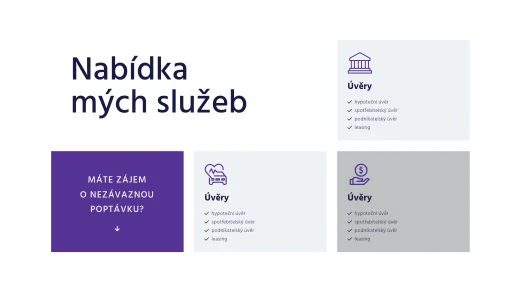 Nabídka
mých služeb
Úvěry
hypoteční úvěr
spotřebitelský úvěr
podnikatelský úvěr
leasing
MÁTE ZÁJEM
O NEZÁVAZNOU
POPTÁVKU?
Úvěry
hypoteční úvěr
spotřebitelský úvěr
podnikatelský úvěr
leasing
Úvěry
hypoteční úvěr
spotřebitelský úvěr
podnikatelský úvěr
leasing